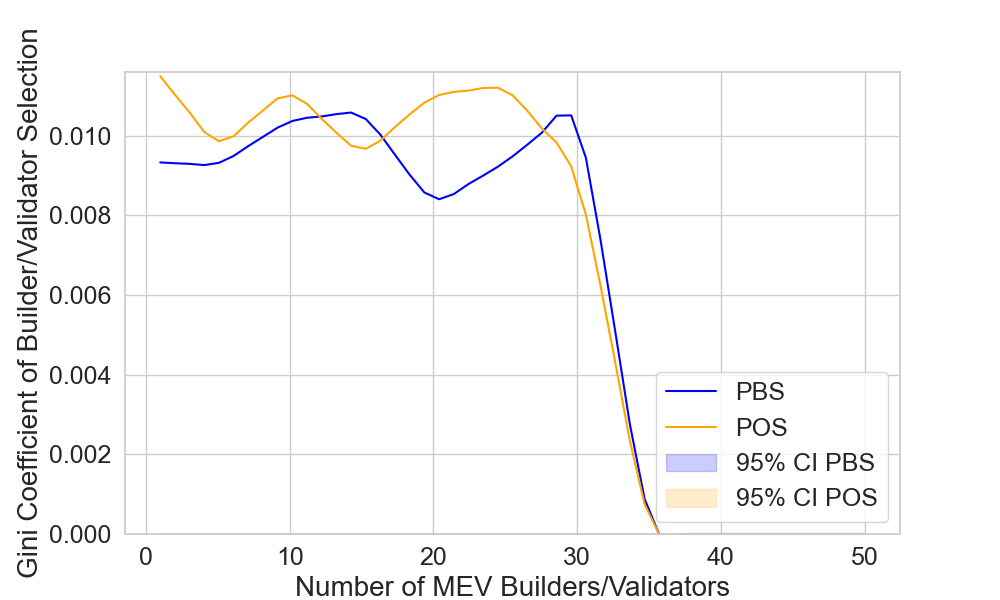 Gini Coefficient of Builder/Validator Selection
0.010
0.008
0.006
0.004
0.002
0.000
0 10 20 30 40 50
Number of MEV Builders/Validators
PBS
POS
95% CI PBS
95% CI POS